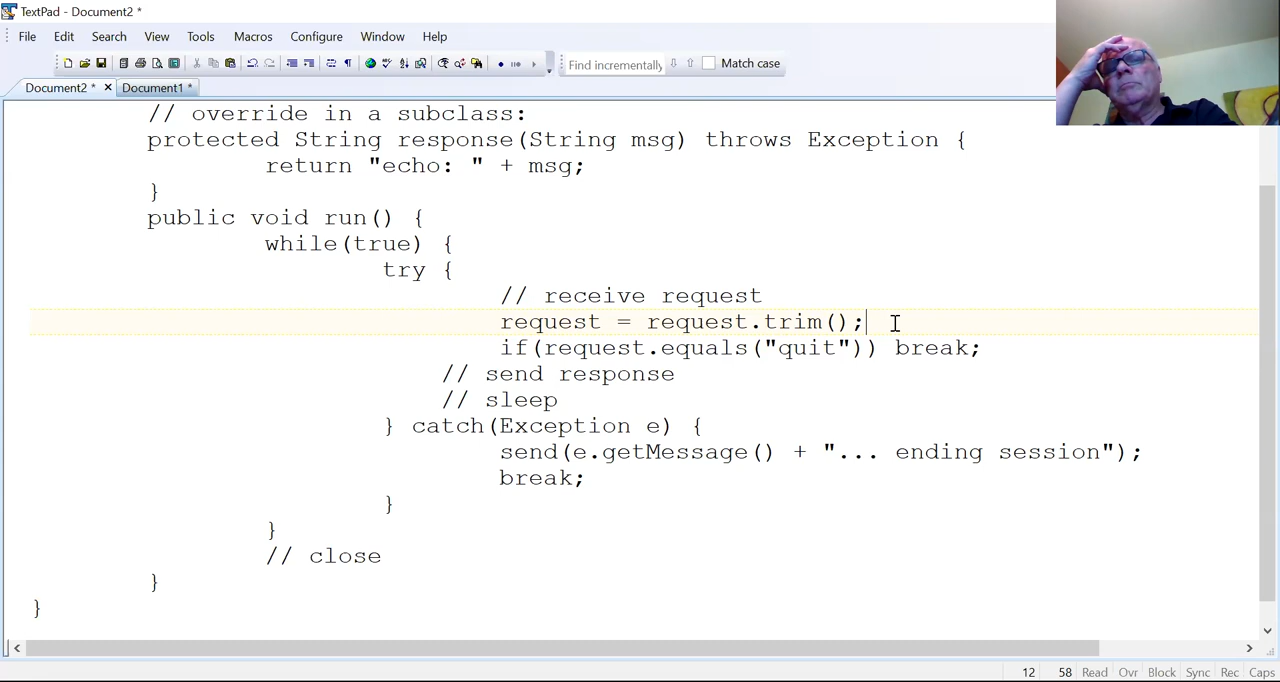 TextPad - Document2 *
File Edit Search View Tools Macros Configure Window Help
Find incrementally Match case
Document2 * Document1 *
// override in a subclass:
protected String response(String msg) throws Exception {
return "echo: " + msg;
}
public void run() {
while(true) {
try {
// receive request
request = request.trim();
if(request.equals("quit")) break;
// send response
// sleep
} catch(Exception e) {
send(e.getMessage() + "... ending session");
break;
}
}
// close
}
}
12 58 Read Ovr Block Sync Rec Caps